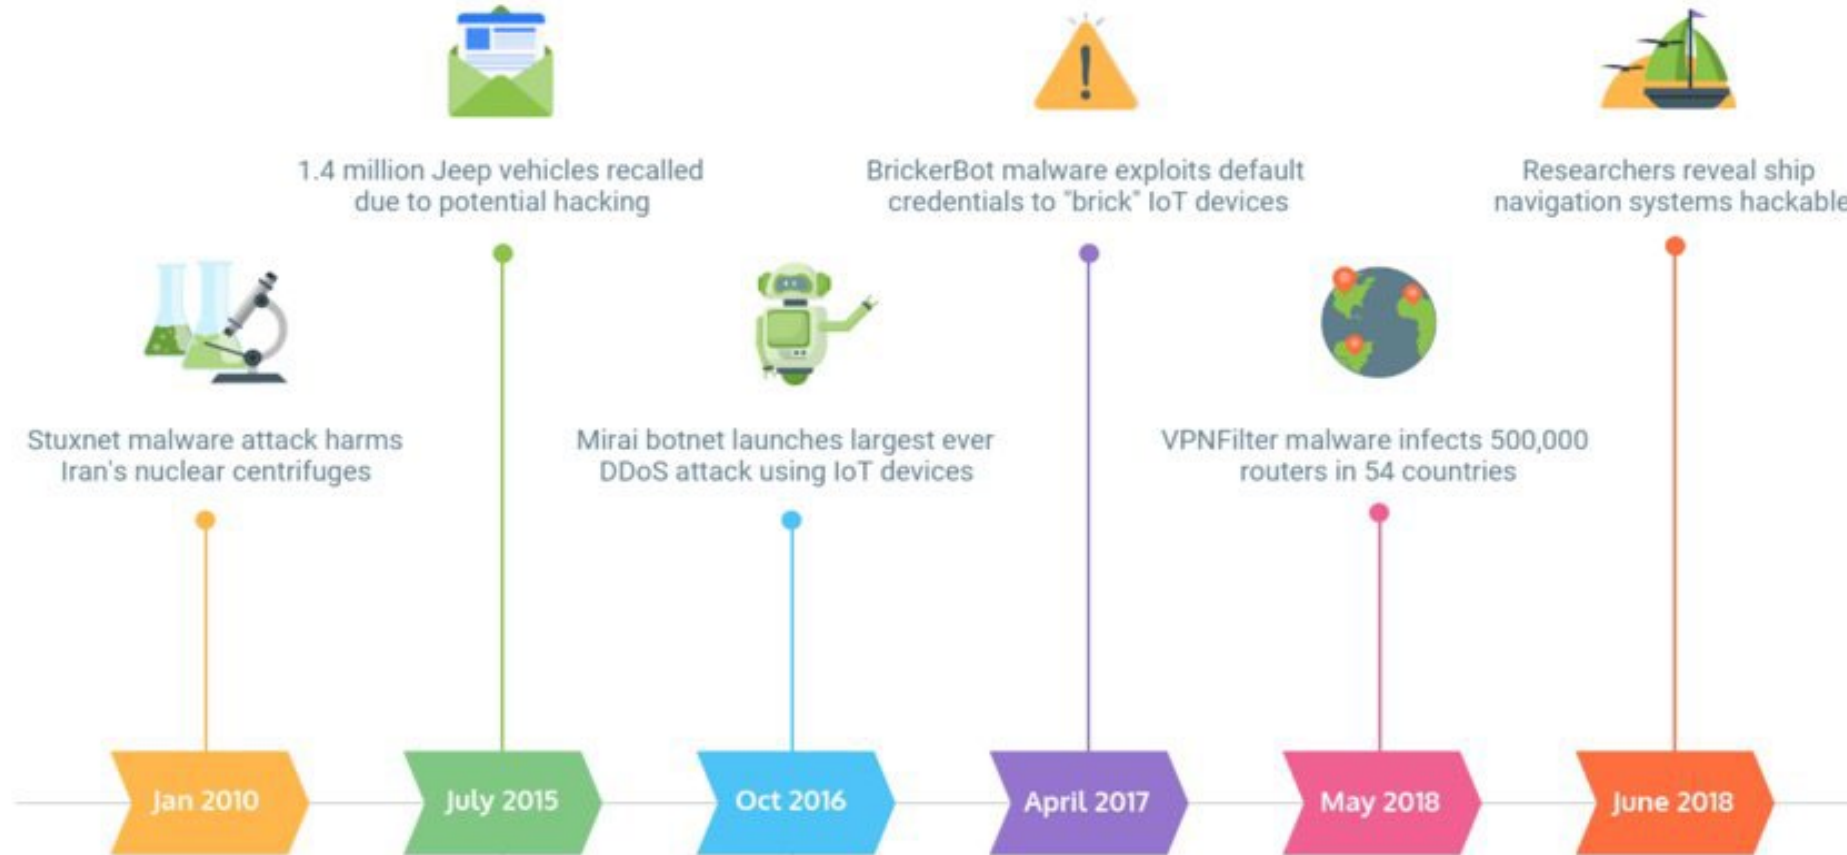 1.4 million Jeep vehicles recalled
due to potential hacking
BrickerBot malware exploits default
credentials to "brick" IoT devices
Researchers reveal ship
navigation systems hackable
Stuxnet malware attack harms
Iran's nuclear centrifuges
Mirai botnet launches largest ever
DDoS attack using IoT devices
VPNFilter malware infects 500,000
routers in 54 countries
Jan 2010
July 2015
Oct 2016
April 2017
May 2018
June 2018